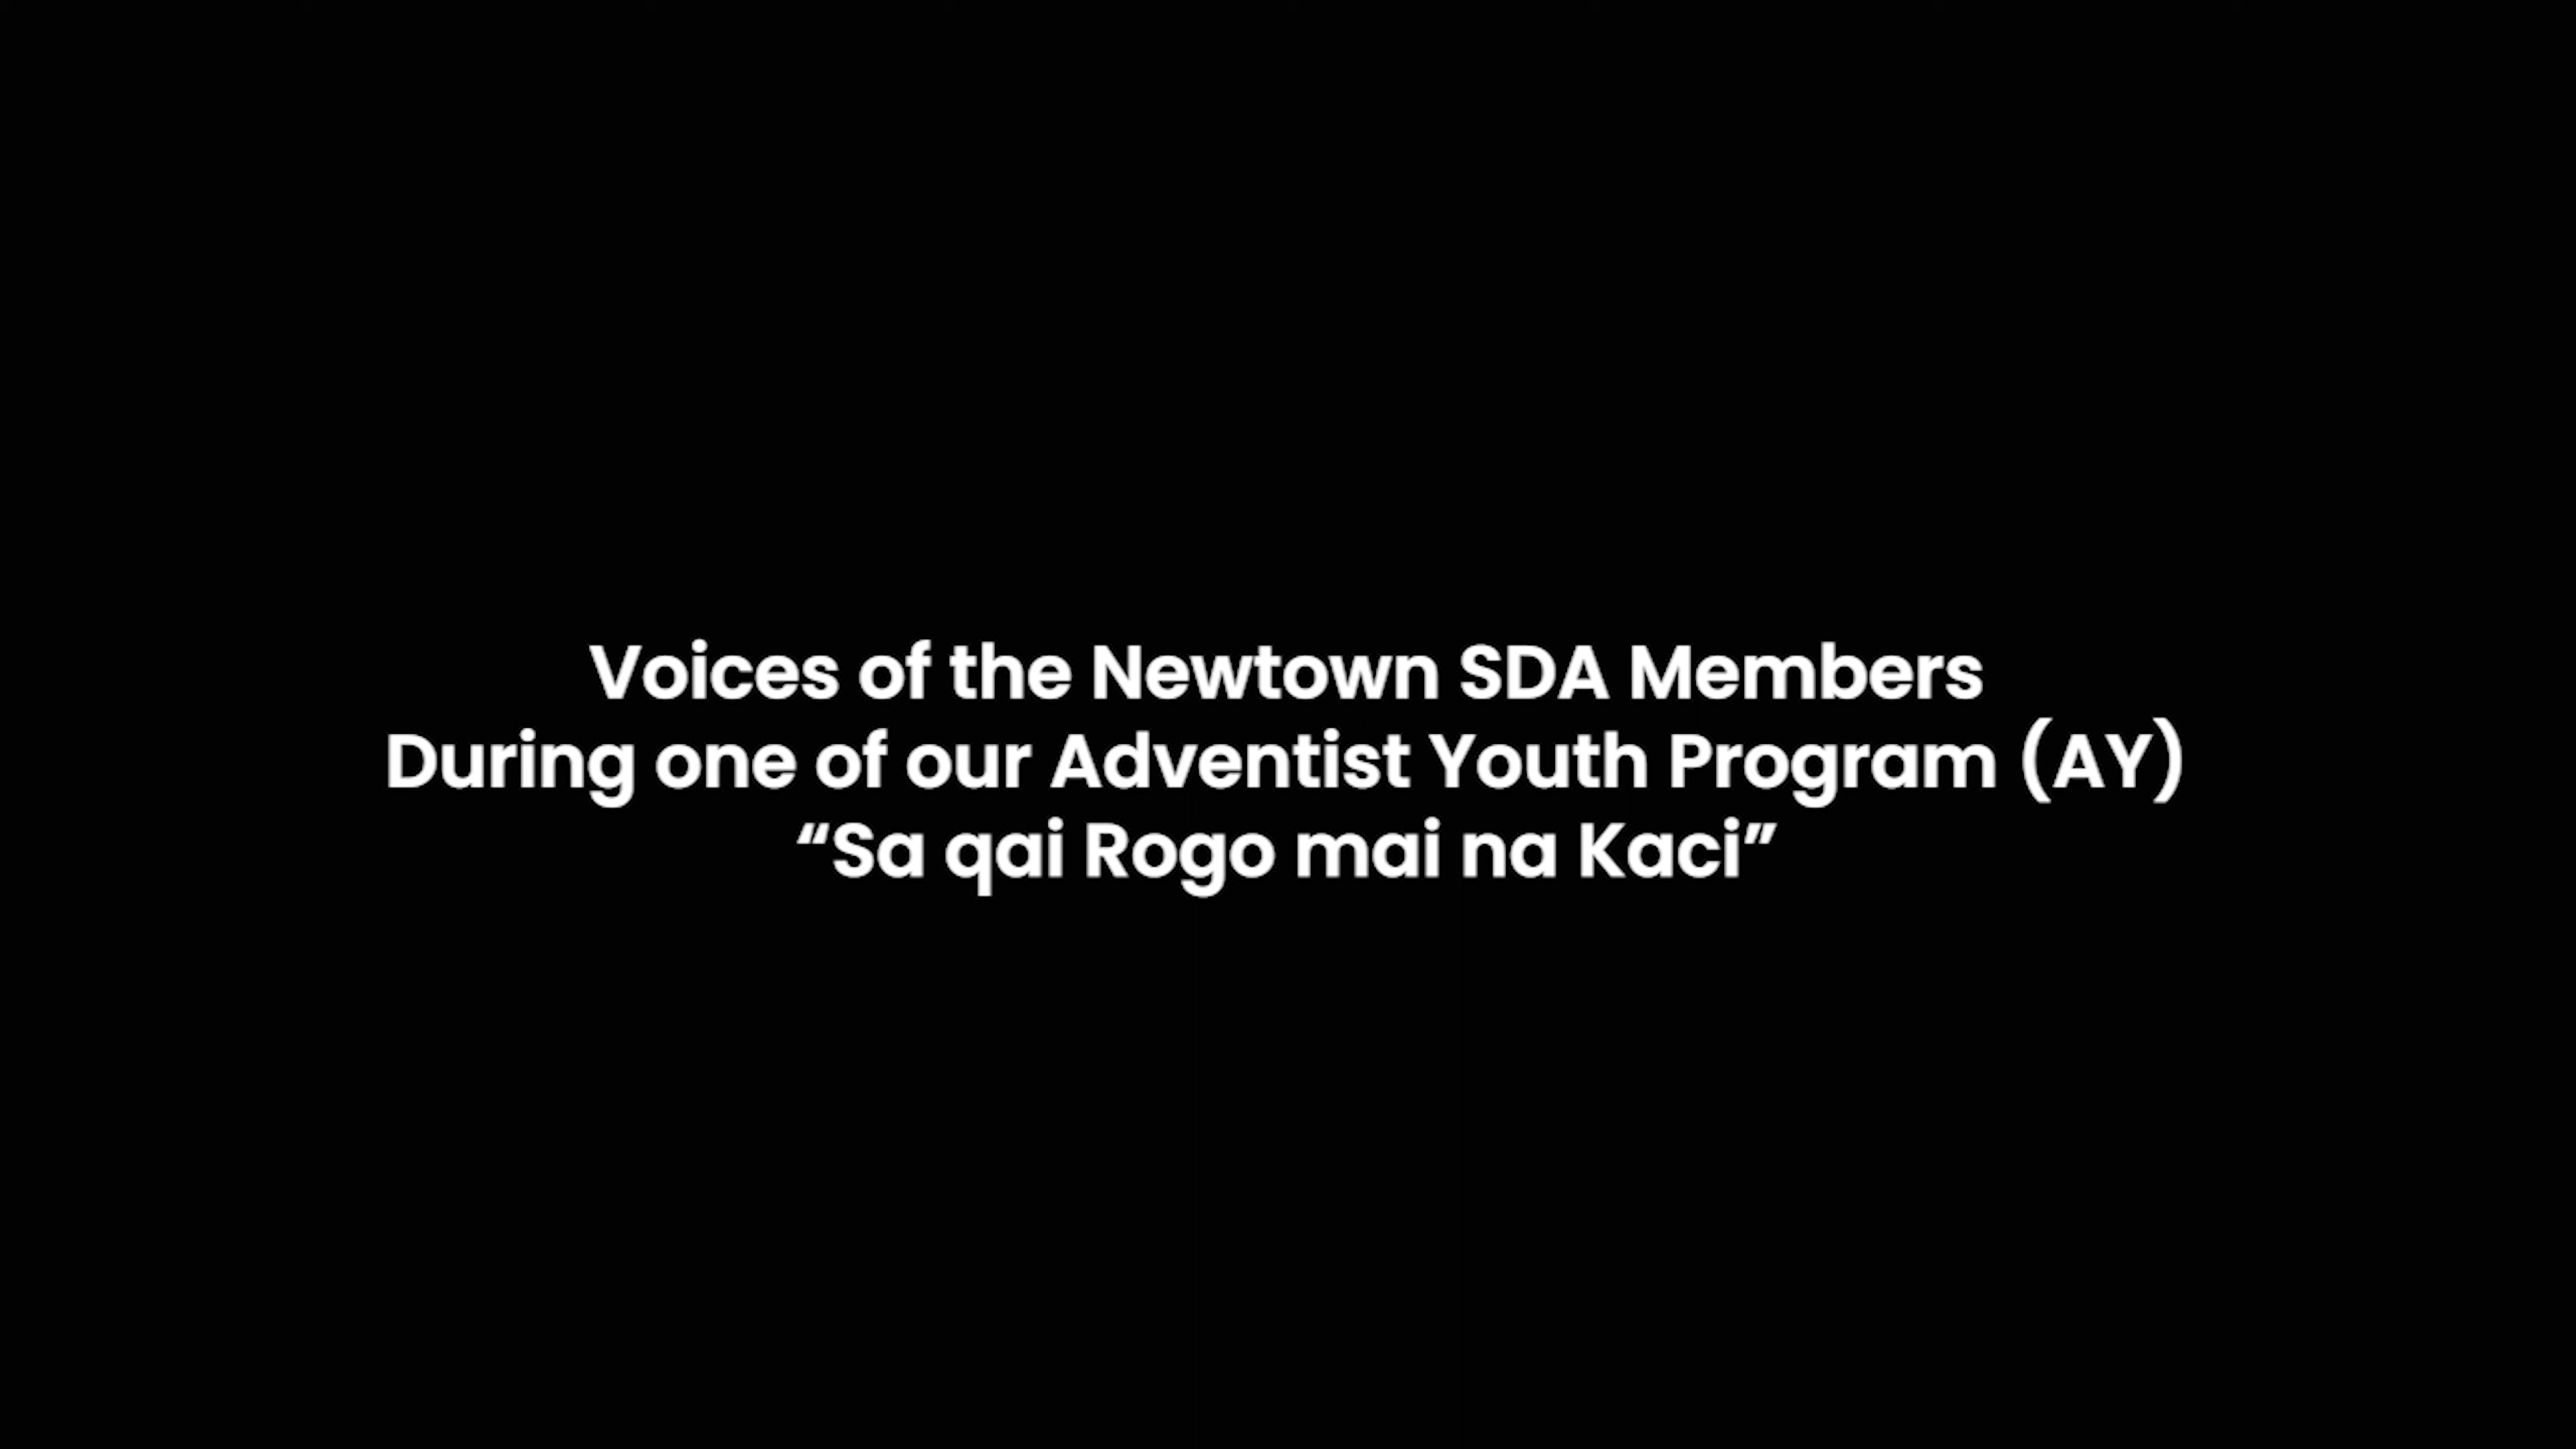 Voices of the Newtown SDA Members
During one of our Adventist Youth Program (AY)
“Sa qai Rogo mai na Kaci”